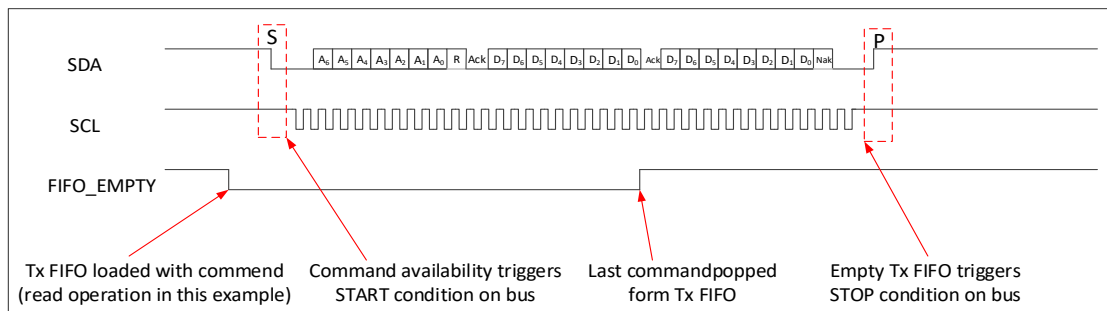 S
P
SDA
A6 A5 A4 A3 A2 A1 A0 R Ack D7 D6 D5 D4 D3 D2 D1 D0 Ack D7 D6 D5 D4 D3 D2 D1 D0 Nak
SCL
FIFO_EMPTY
Tx FIFO loaded with commend
(read operation in this example)
Command availability triggers
START condition on bus
Last commandpopped
form Tx FIFO
Empty Tx FIFO triggers
STOP condition on bus